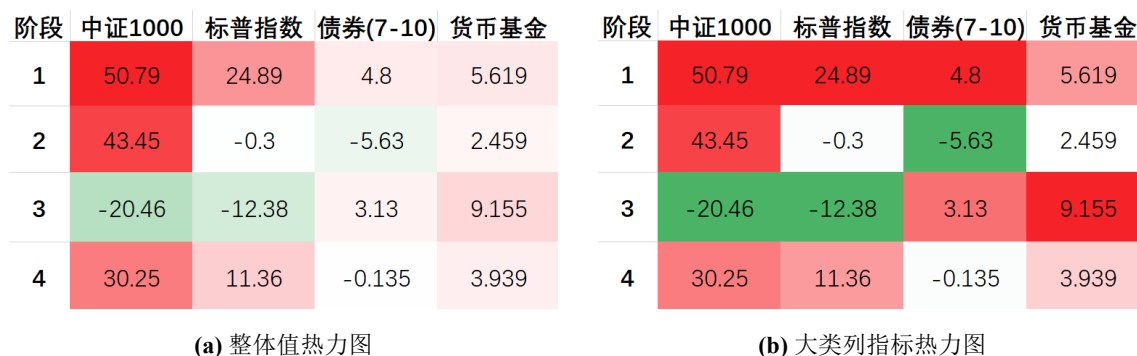 阶段 中证1000 标普指数 债券(7-10) 货币基金
1 50.79 24.89 4.8 5.619
2 43.45 -0.3 -5.63 2.459
3 -20.46 -12.38 3.13 9.155
4 30.25 11.36 -0.135 3.939
(a) 整体值热力图
阶段 中证1000 标普指数 债券(7-10) 货币基金
1 50.79 24.89 4.8 5.619
2 43.45 -0.3 -5.63 2.459
3 -20.46 -12.38 3.13 9.155
4 30.25 11.36 -0.135 3.939
(b) 大类列指标热力图